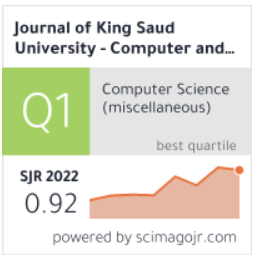 Journal of King Saud
University - Computer and...
Q1
Computer Science
(miscellaneous)
best quartile
SJR 2022
0.92
powered by scimagojr.com